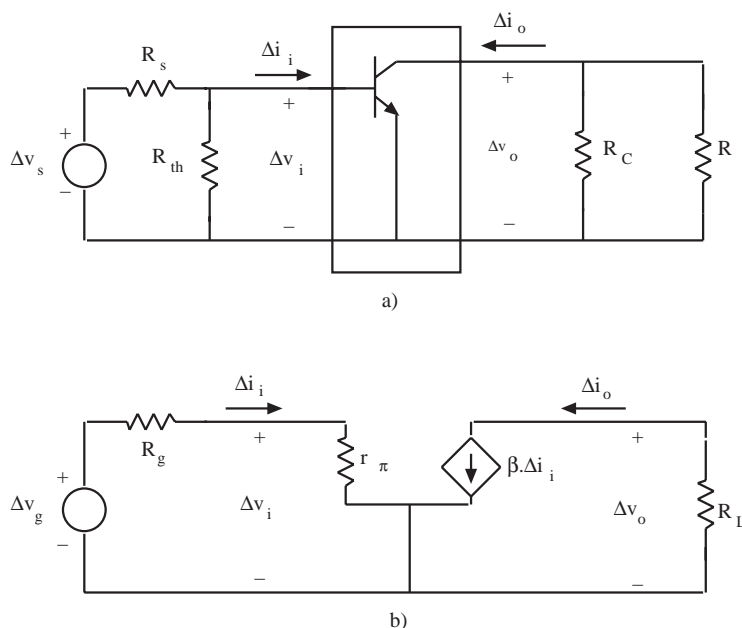 Δi i
Δi o
R s
+
+
+
Δv s
R th
Δv i
Δv o
R C
R
−
−
−
a)
Δi i
Δi o
R g
+
+
+
r π
β.Δi i
Δv g
Δv i
Δv o
R L
−
−
−
b)